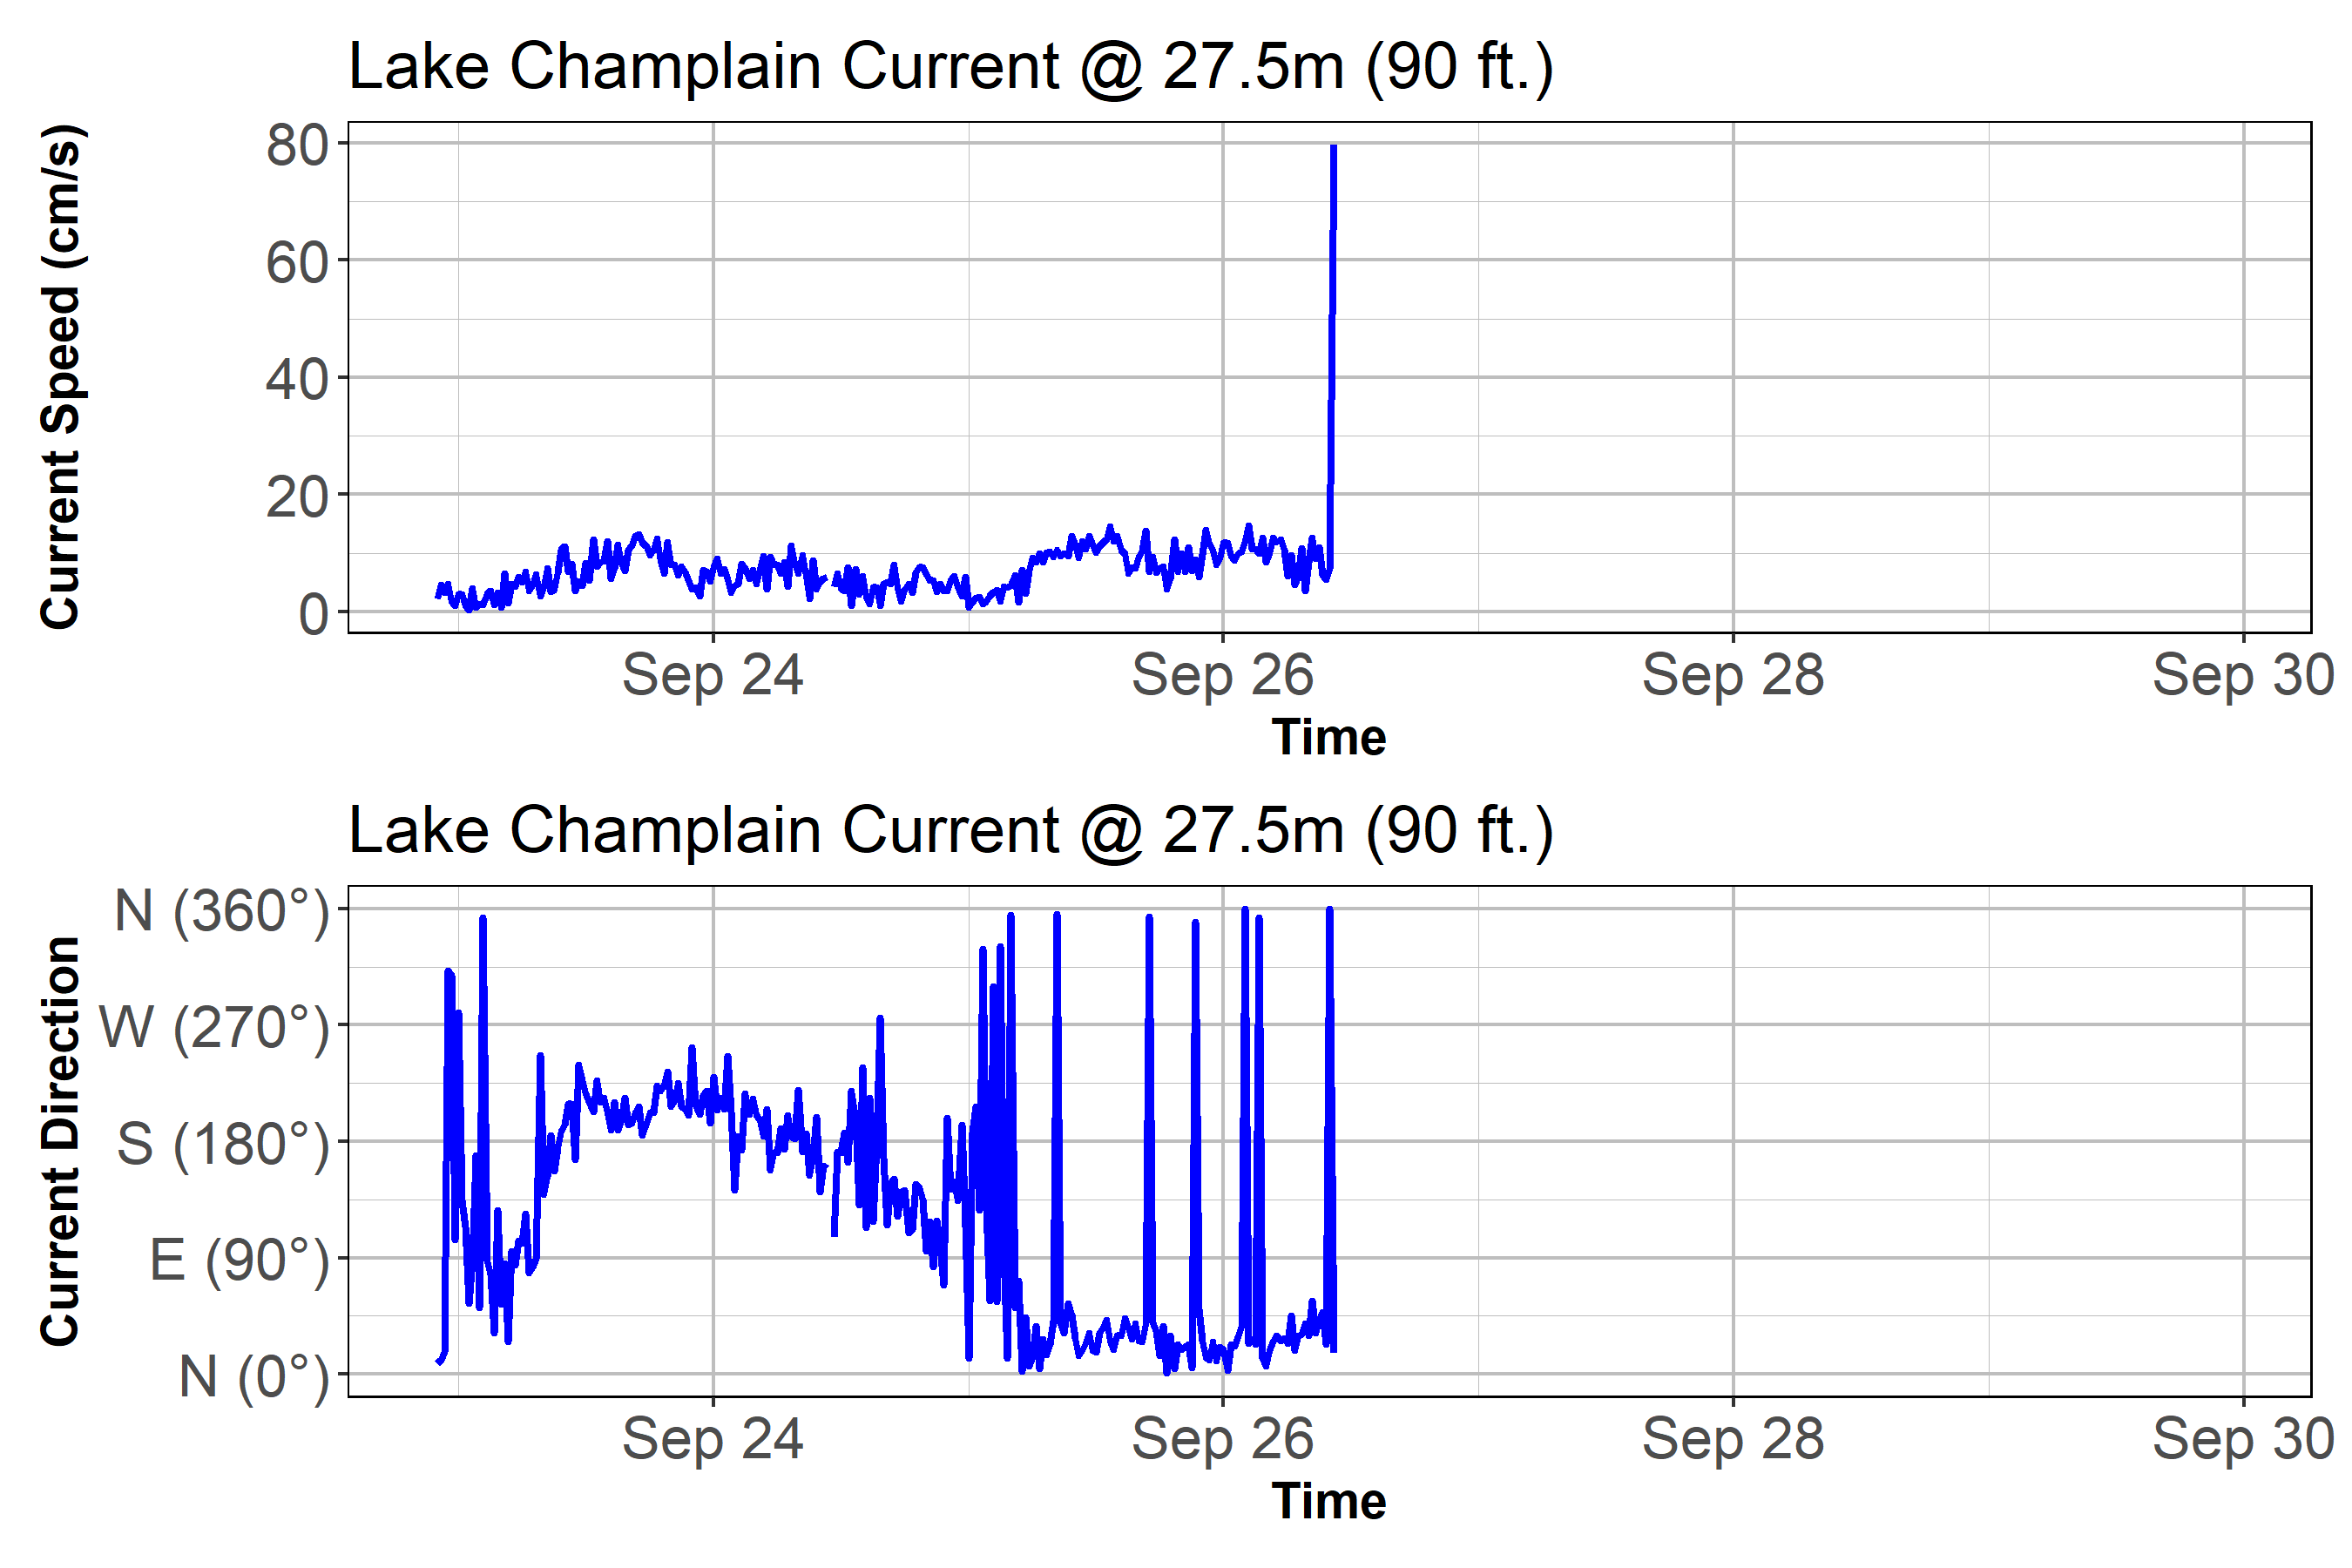 Lake Champlain Current @ 27.5m (90 ft.)
Current Speed (cm/s)
80
60
40
20
0
Sep 24 Sep 26 Sep 28 Sep 30
Time
Lake Champlain Current @ 27.5m (90 ft.)
Current Direction
N (360°)
W (270°)
S (180°)
E (90°)
N (0°)
Sep 24 Sep 26 Sep 28 Sep 30
Time